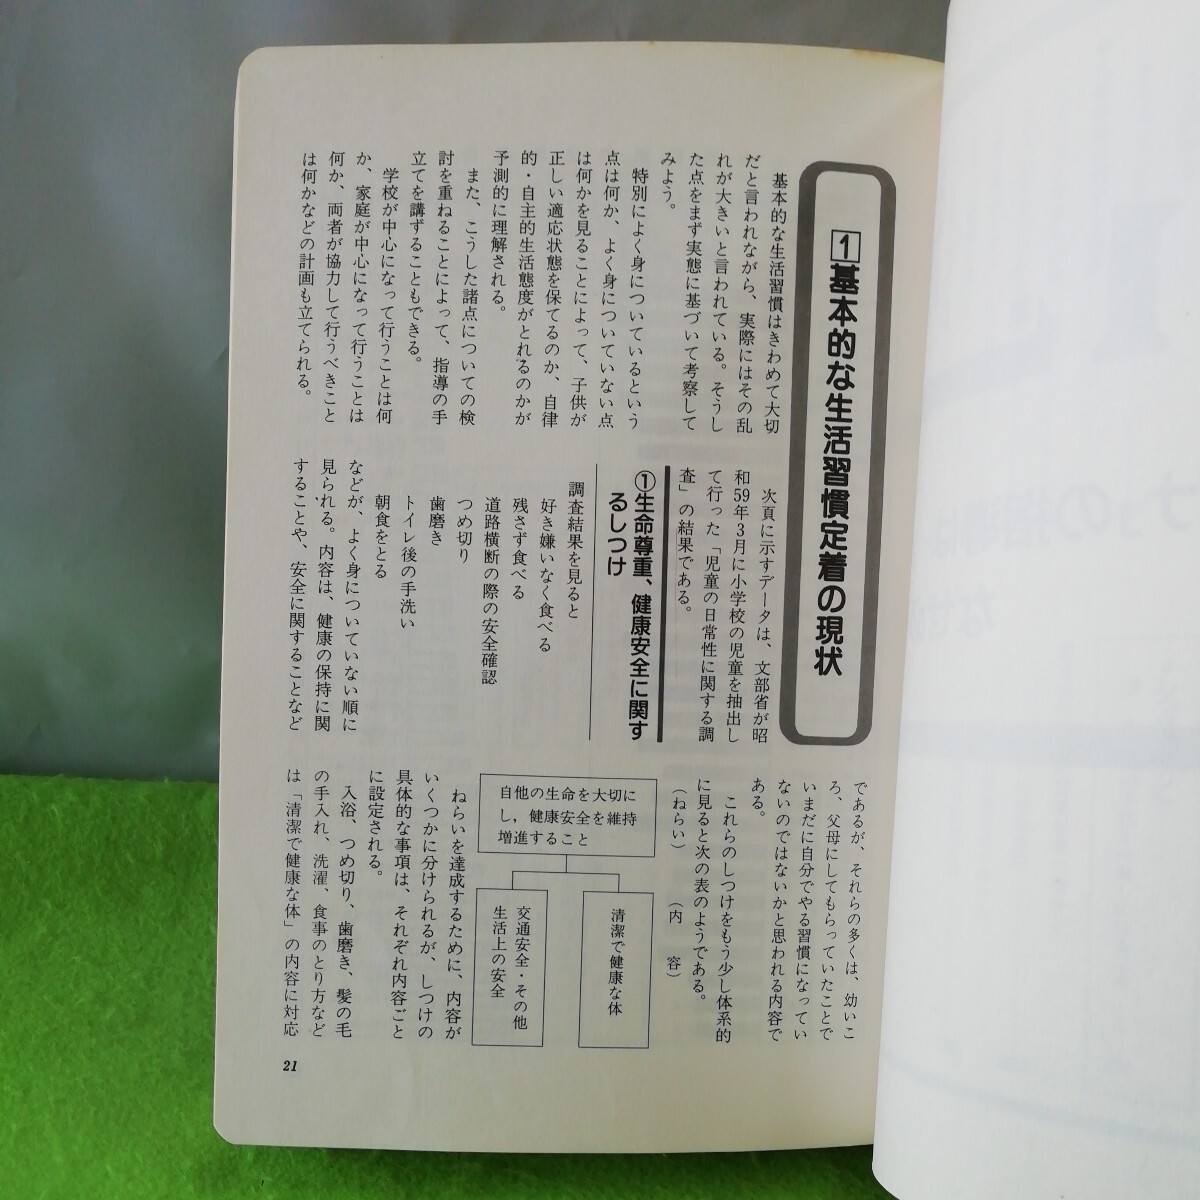 1基本的な生活習慣定着の現状
基本的な生活習慣はきわめて大切
だと言われながら、実際にはその乱
れが大きいと言われている。そうし
た点をまず実態に基づいて考察して
みよう。
特別によく身についているという
点は何か、よく身についていない点
は何かを見ることによって、子供が
正しい適応状態を保てるのか、自律
的・自主的生活態度がとれるのかが
予測的に理解される。
また、こうした諸点についての検
討を重ねることによって、指導の手
立てを講ずることもできる。
学校が中心になって行うことは何
か、家庭が中心になって行うことは
何か、両者が協力して行うべきこと
は何かなどの計画も立てられる。
次頁に示すデータは、文部省が昭
和59年3月に小学校の児童を抽出し
て行った「児童の日常性に関する調
査」の結果である。
①生命尊重、健康安全に関す
るしつけ
調査結果を見ると
好き嫌いなく食べる
残さず食べる
道路横断の際の安全確認
つめ切り
歯磨き
トイレ後の手洗い
朝食をとる
などが、よく身についていない順に
見られる。内容は、健康の保持に関
することや、安全に関することなど
であるが、それらの多くは、幼いこ
ろ、父母にしてもらっていたことで
いまだに自分でやる習慣になってい
ないのではないかと思われる内容で
ある。
これらのしつけをもう少し体系的
に見ると次の表のようである。
(ねらい) (内 容)
自他の生命を大切に
し，健康安全を維持
増進すること
清潔で健康な体
交通安全・その他
生活上の安全
ねらいを達成するために、内容が
いくつかに分けられるが、しつけの
具体的な事項は、それぞれ内容ごと
に設定される。
入浴、つめ切り、歯磨き、髪の毛
の手入れ、洗濯、食事のとり方など
は「清潔で健康な体」の内容に対応
21